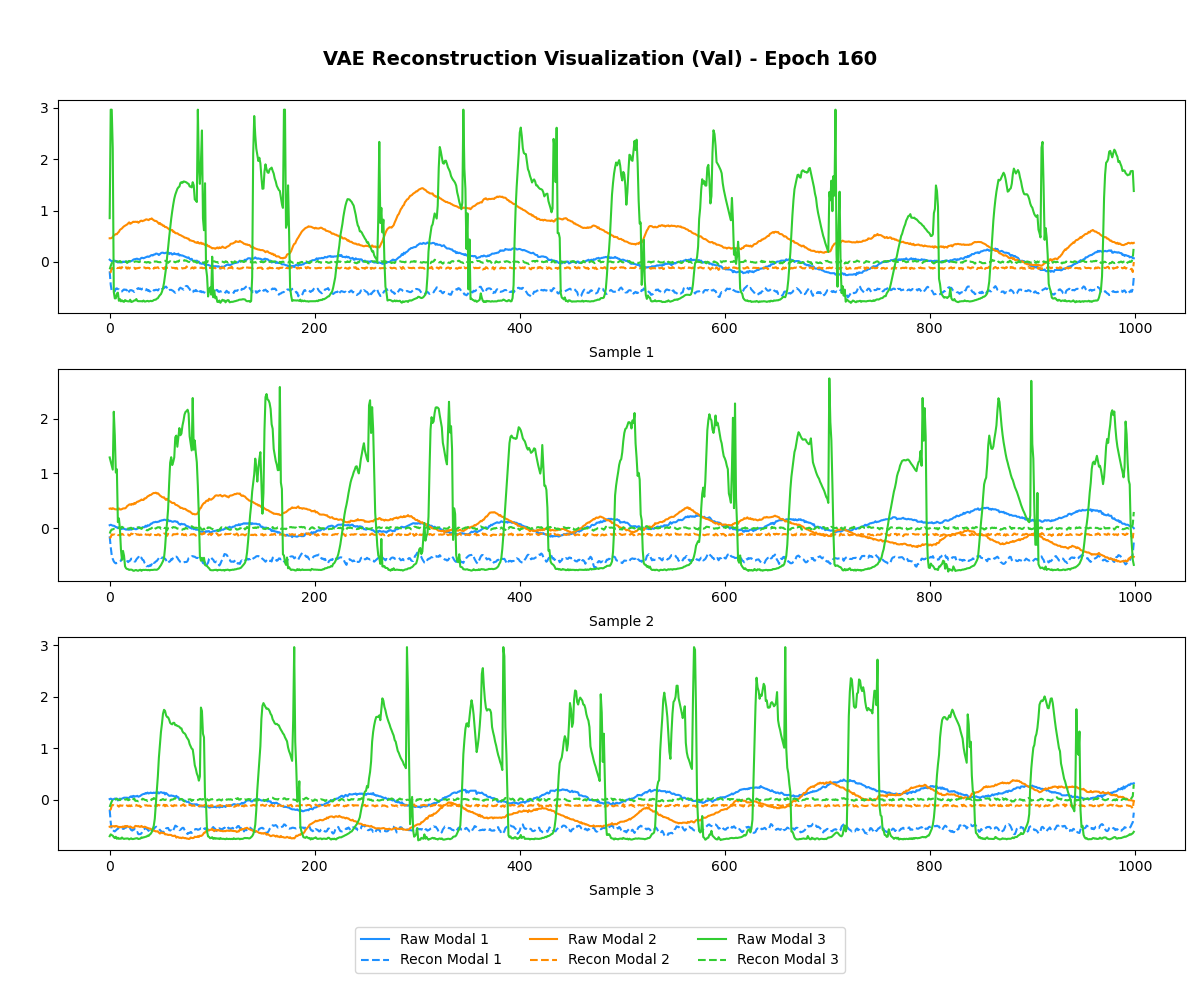 VAE Reconstruction Visualization (Val) - Epoch 160
3
2
1
0
0 200 400 600 800 1000
Sample 1
2
1
0
0 200 400 600 800 1000
Sample 2
3
2
1
0
0 200 400 600 800 1000
Sample 3
Raw Modal 1 Raw Modal 2 Raw Modal 3
Recon Modal 1 Recon Modal 2 Recon Modal 3